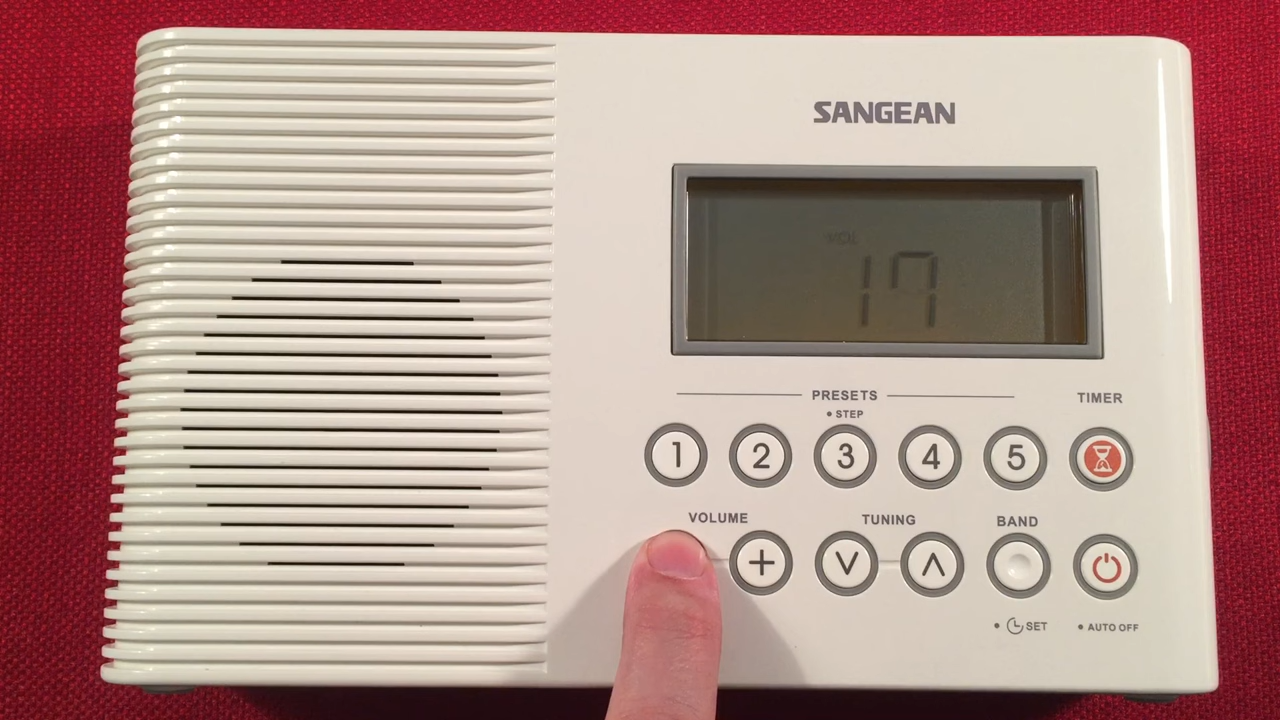 SANGEAN
VOL
17
PRESETS
TIMER
• STEP
1 2 3 4 5
VOLUME TUNING BAND
+
• SET • AUTO OFF